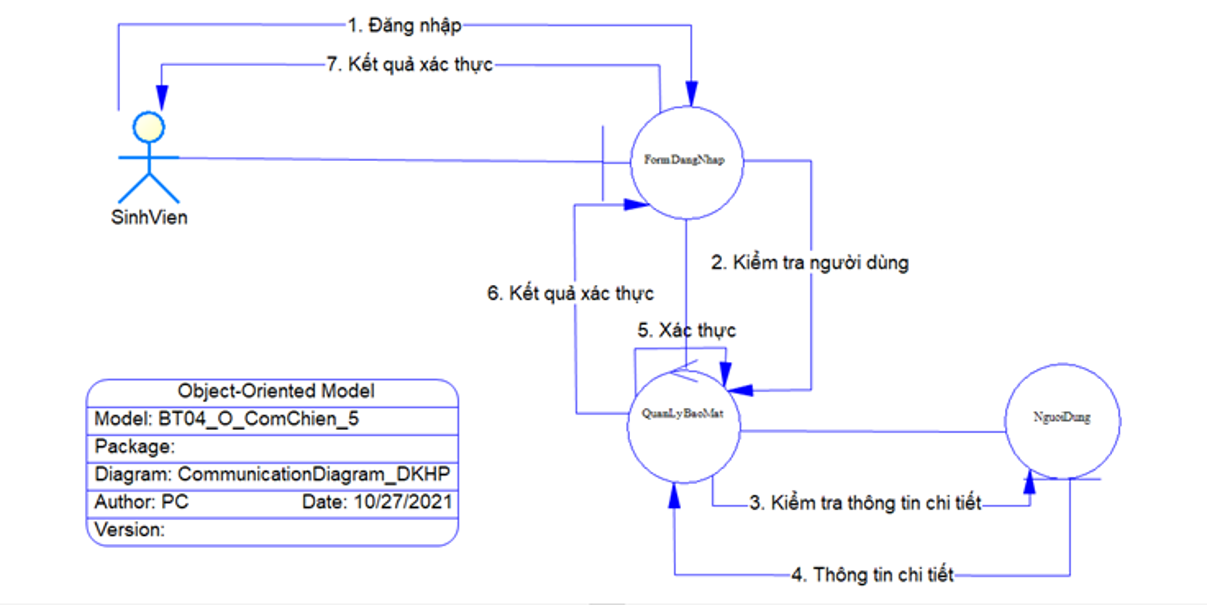 1. Đăng nhập
7. Kết quả xác thực
FormDangNhap
SinhVien
2. Kiểm tra người dùng
6. Kết quả xác thực
5. Xác thực
QuanLyBaoMat
NguoiDung
3. Kiểm tra thông tin chi tiết
4. Thông tin chi tiết
Object-Oriented Model
Model: BT04_O_ComChien_5
Package:
Diagram: CommunicationDiagram_DKHP
Author: PC Date: 10/27/2021
Version: